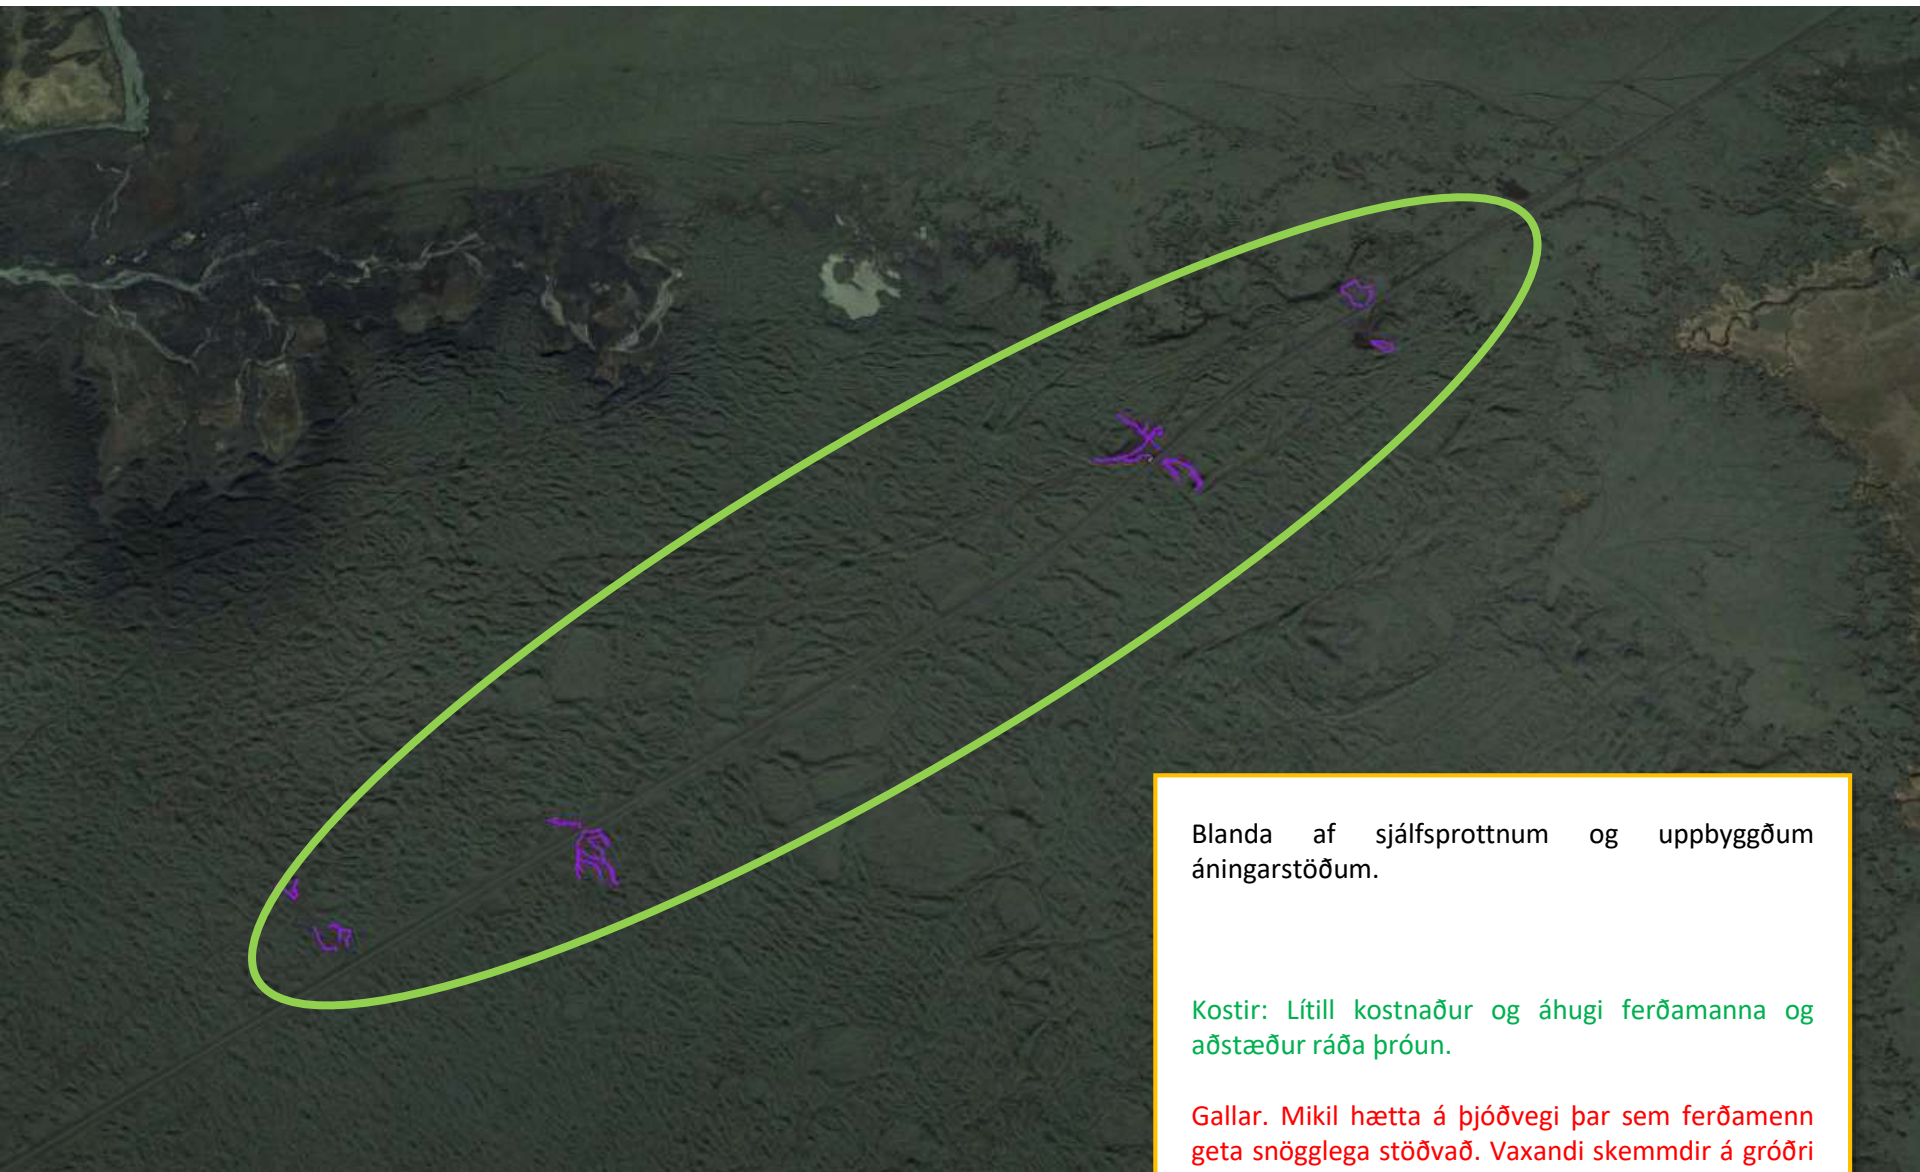 Blanda af sjálfsprottnum og uppbyggðum
áningarstöðum.
Kostir: Lítill kostnaður og áhugi ferðamanna og
aðstæður ráða þróun.
Gallar. Mikil hætta á þjóðvegi þar sem ferðamenn
geta snögglega stöðvað. Vaxandi skemmdir á gróðri